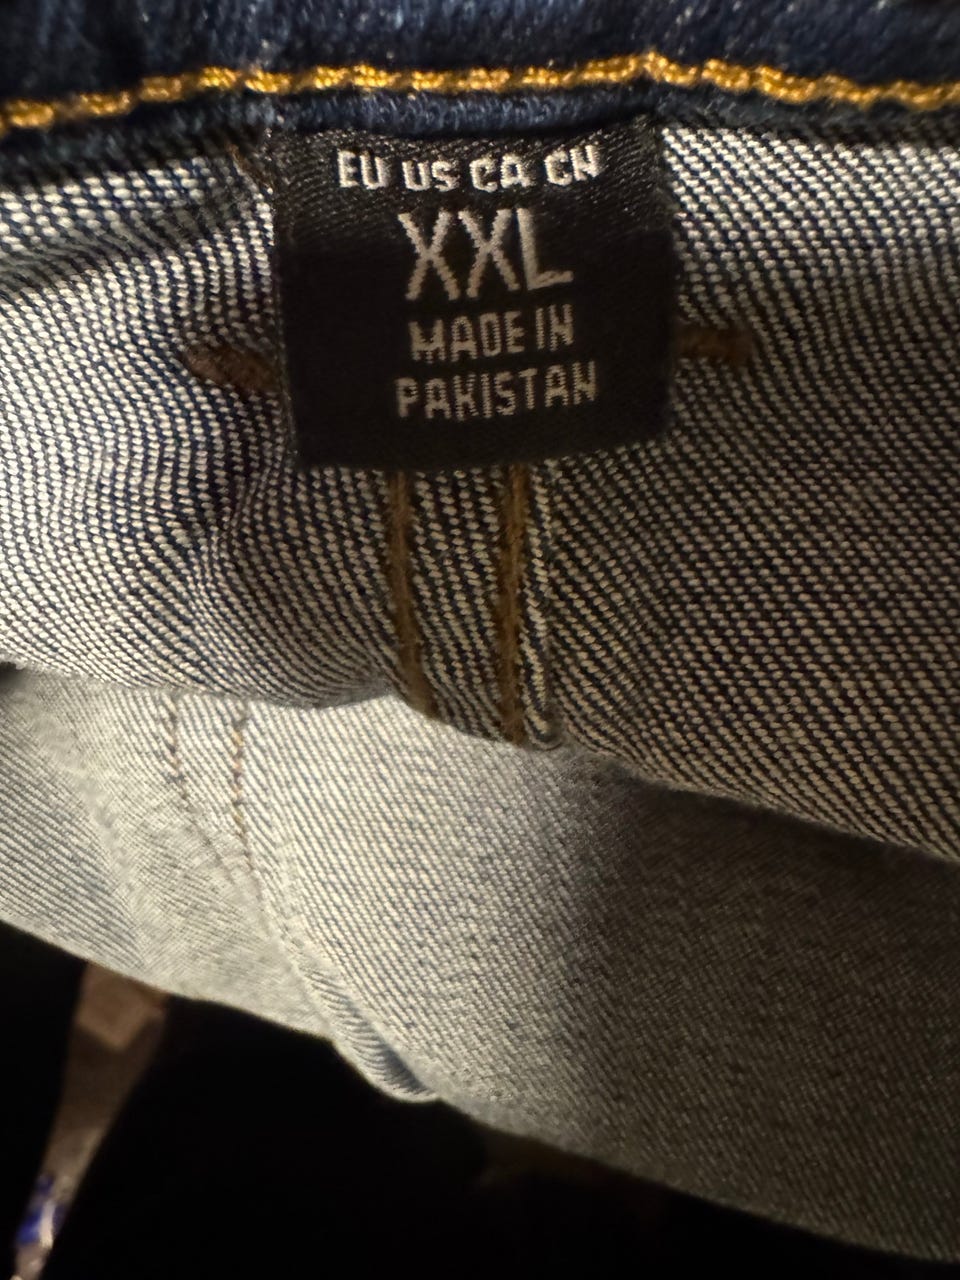 EU US CA CN
XXL
MADE IN
PAKISTAN